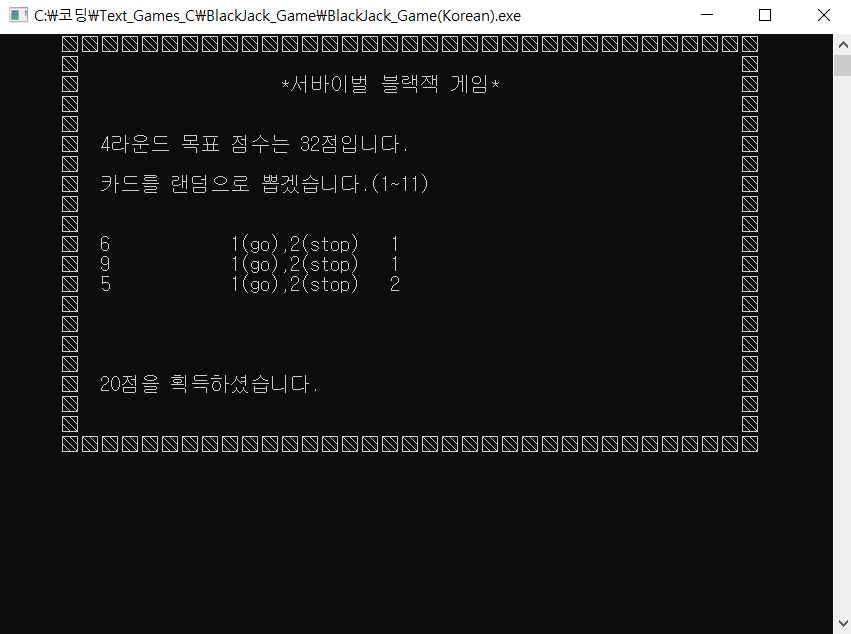 C:₩코딩₩Text_Games_C₩BlackJack_Game₩BlackJack_Game(Korean).exe
*서바이벌 블랙잭 게임*
4라운드 목표 점수는 32점입니다.
카드를 랜덤으로 뽑겠습니다.(1~11)
6 1(go),2(stop) 1
9 1(go),2(stop) 1
5 1(go),2(stop) 2
20점을 획득하셨습니다.